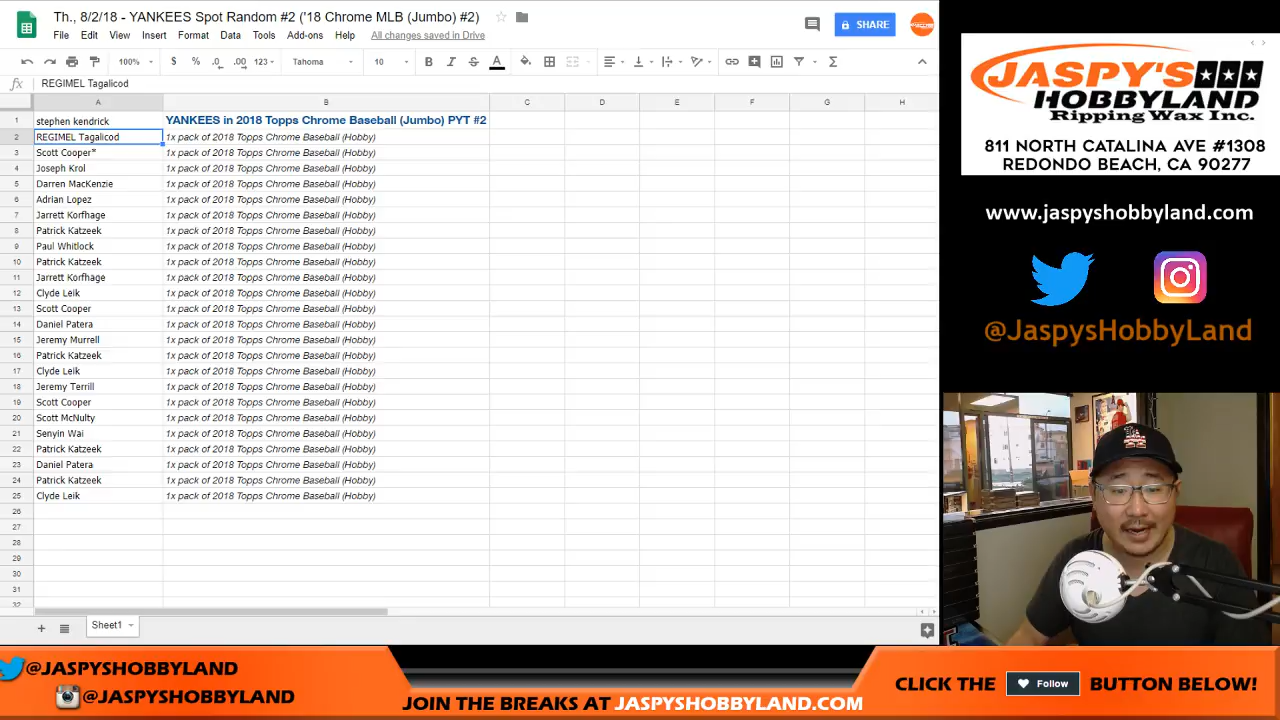 Th., 8/2/18 - YANKEES Spot Random #2 ('18 Chrome MLB (Jumbo) #2)
File Edit View Insert Format Data Tools Add-ons Help All changes saved in Drive
SHARE
100% $ % .0 .00 123 Tahoma 10 B I S A Σ
fx REGIMEL Tagalicod
A B C D E F G H
1 stephen kendrick YANKEES in 2018 Topps Chrome Baseball (Jumbo) PYT #2
2 REGIMEL Tagalicod 1x pack of 2018 Topps Chrome Baseball (Hobby)
3 Scott Cooper* 1x pack of 2018 Topps Chrome Baseball (Hobby)
4 Joseph Krol 1x pack of 2018 Topps Chrome Baseball (Hobby)
5 Darren MacKenzie 1x pack of 2018 Topps Chrome Baseball (Hobby)
6 Adrian Lopez 1x pack of 2018 Topps Chrome Baseball (Hobby)
7 Jarrett Korfhage 1x pack of 2018 Topps Chrome Baseball (Hobby)
8 Patrick Katzeek 1x pack of 2018 Topps Chrome Baseball (Hobby)
9 Paul Whitlock 1x pack of 2018 Topps Chrome Baseball (Hobby)
10 Patrick Katzeek 1x pack of 2018 Topps Chrome Baseball (Hobby)
11 Jarrett Korfhage 1x pack of 2018 Topps Chrome Baseball (Hobby)
12 Clyde Leik 1x pack of 2018 Topps Chrome Baseball (Hobby)
13 Scott Cooper 1x pack of 2018 Topps Chrome Baseball (Hobby)
14 Daniel Patera 1x pack of 2018 Topps Chrome Baseball (Hobby)
15 Jeremy Murrell 1x pack of 2018 Topps Chrome Baseball (Hobby)
16 Patrick Katzeek 1x pack of 2018 Topps Chrome Baseball (Hobby)
17 Clyde Leik 1x pack of 2018 Topps Chrome Baseball (Hobby)
18 Jeremy Terrill 1x pack of 2018 Topps Chrome Baseball (Hobby)
19 Scott Cooper 1x pack of 2018 Topps Chrome Baseball (Hobby)
20 Scott McNulty 1x pack of 2018 Topps Chrome Baseball (Hobby)
21 Senyin Wai 1x pack of 2018 Topps Chrome Baseball (Hobby)
22 Patrick Katzeek 1x pack of 2018 Topps Chrome Baseball (Hobby)
23 Daniel Patera 1x pack of 2018 Topps Chrome Baseball (Hobby)
24 Patrick Katzeek 1x pack of 2018 Topps Chrome Baseball (Hobby)
25 Clyde Leik 1x pack of 2018 Topps Chrome Baseball (Hobby)
26
27
28
29
30
31
32
Sheet1
JASPY'S
HOBBYLAND
Ripping Wax Inc.
811 NORTH CATALINA AVE #1308
REDONDO BEACH, CA 90277
www.jaspyshobbyland.com
@JaspysHobbyLand
@JASPYSHOBBYLAND
@JASPYSHOBBYLAND
JOIN THE BREAKS AT JASPYSHOBBYLAND.COM
CLICK THE Follow BUTTON BELOW!